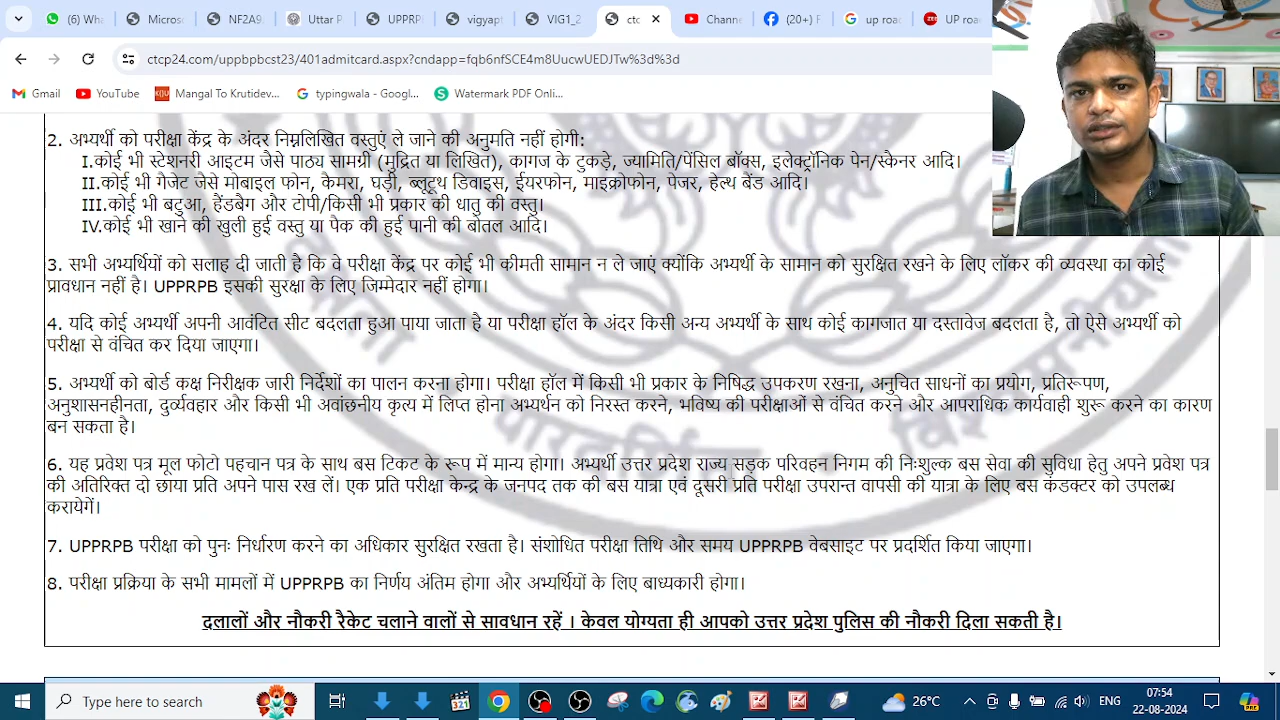 (6) Wh
Micros
NF2A9
Uttar P
UPPRP
vigyap
VIG1_2
ctc
Chann
(20+) F
up roa
UP roa
ctcp24.com/uppbpbcst23/401admitcard.aspx?cndapp
Gmail
YouTube
Mangal To Krutidev...
typingwala - Googl...
Watermark PDF Onli...
2. अभ्यर्थी को परीक्षा केंद्र के अंदर निम्नलिखित वस्तुएं ले जाने की अनुमति नहीं होगी:
I.कोई भी स्टेशनरी आइटम जैसे पाठ्य सामग्री (मुद्रित या लिखित), कागज के टुकड़े, ज्यामिति/पेंसिल बॉक्स, इलेक्ट्रॉनिक पेन/स्कैनर आदि।
II.कोई भी गैजेट जैसे मोबाइल फोन, कैमरा, घड़ी, ब्लूटूथ डिवाइस, ईयरफोन, माइक्रोफोन, पेजर, हेल्थ बैंड आदि।
III.कोई भी बटुआ, हैंडबैग और टोपी/किसी भी प्रकार की धातु की वस्तु।
IV.कोई भी खाने की खुली हुई वस्तु या पैक की हुई पानी की बोतल आदि।
3. सभी अभ्यर्थियों को सलाह दी जाती है कि वे परीक्षा केंद्र पर कोई भी कीमती सामान न ले जाएं क्योंकि अभ्यर्थी के सामान को सुरक्षित रखने के लिए लॉकर की व्यवस्था का कोई
प्रावधान नहीं है। UPPRPB इसकी सुरक्षा के लिए जिम्मेदार नहीं होगा।
4. यदि कोई अभ्यर्थी अपनी आवंटित सीट बदलता हुआ पाया जाता है या परीक्षा हॉल के अंदर किसी अन्य अभ्यर्थी के साथ कोई कागजात या दस्तावेज बदलता है, तो ऐसे अभ्यर्थी को
परीक्षा से वंचित कर दिया जाएगा।
5. अभ्यर्थी को बोर्ड कक्ष निरीक्षक जारी निर्देशों का पालन करना होगा। परीक्षा हॉल में किसी भी प्रकार के निषिद्ध उपकरण रखना, अनुचित साधनों का प्रयोग, प्रतिरूपण,
अनुशासनहीनता, दुर्व्यवहार और किसी भी अवांछनीय कृत्य में लिप्त होना अभ्यर्थन को निरस्त करने, भविष्य की परीक्षाओं से वंचित करने और आपराधिक कार्यवाही शुरू करने का कारण
बन सकता है।
6. यह प्रवेश पत्र मूल फोटो पहचान पत्र के साथ बस टिकट के रूप में मान्य होगा। अभ्यर्थी उत्तर प्रदेश राज्य सड़क परिवहन निगम की निःशुल्क बस सेवा की सुविधा हेतु अपने प्रवेश पत्र
की अतिरिक्त दो छाया प्रति अपने पास रख लें। एक प्रति परीक्षा केन्द्र के जनपद तक की बस यात्रा एवं दूसरी प्रति परीक्षा उपरान्त वापसी की यात्रा के लिए बस कंडक्टर को उपलब्ध
करायेगें।
7. UPPRPB परीक्षा को पुनः निर्धारण करने का अधिकार सुरक्षित रखता है। संशोधित परीक्षा तिथि और समय UPPRPB वेबसाइट पर प्रदर्शित किया जाएगा।
8. परीक्षा प्रक्रिया के सभी मामलों में UPPRPB का निर्णय अंतिम होगा और अभ्यर्थियों के लिए बाध्यकारी होगा।
दलालों और नौकरी रैकेट चलाने वालों से सावधान रहें । केवल योग्यता ही आपको उत्तर प्रदेश पुलिस की नौकरी दिला सकती है।
Type here to search
26°C
ENG
07:54
22-08-2024